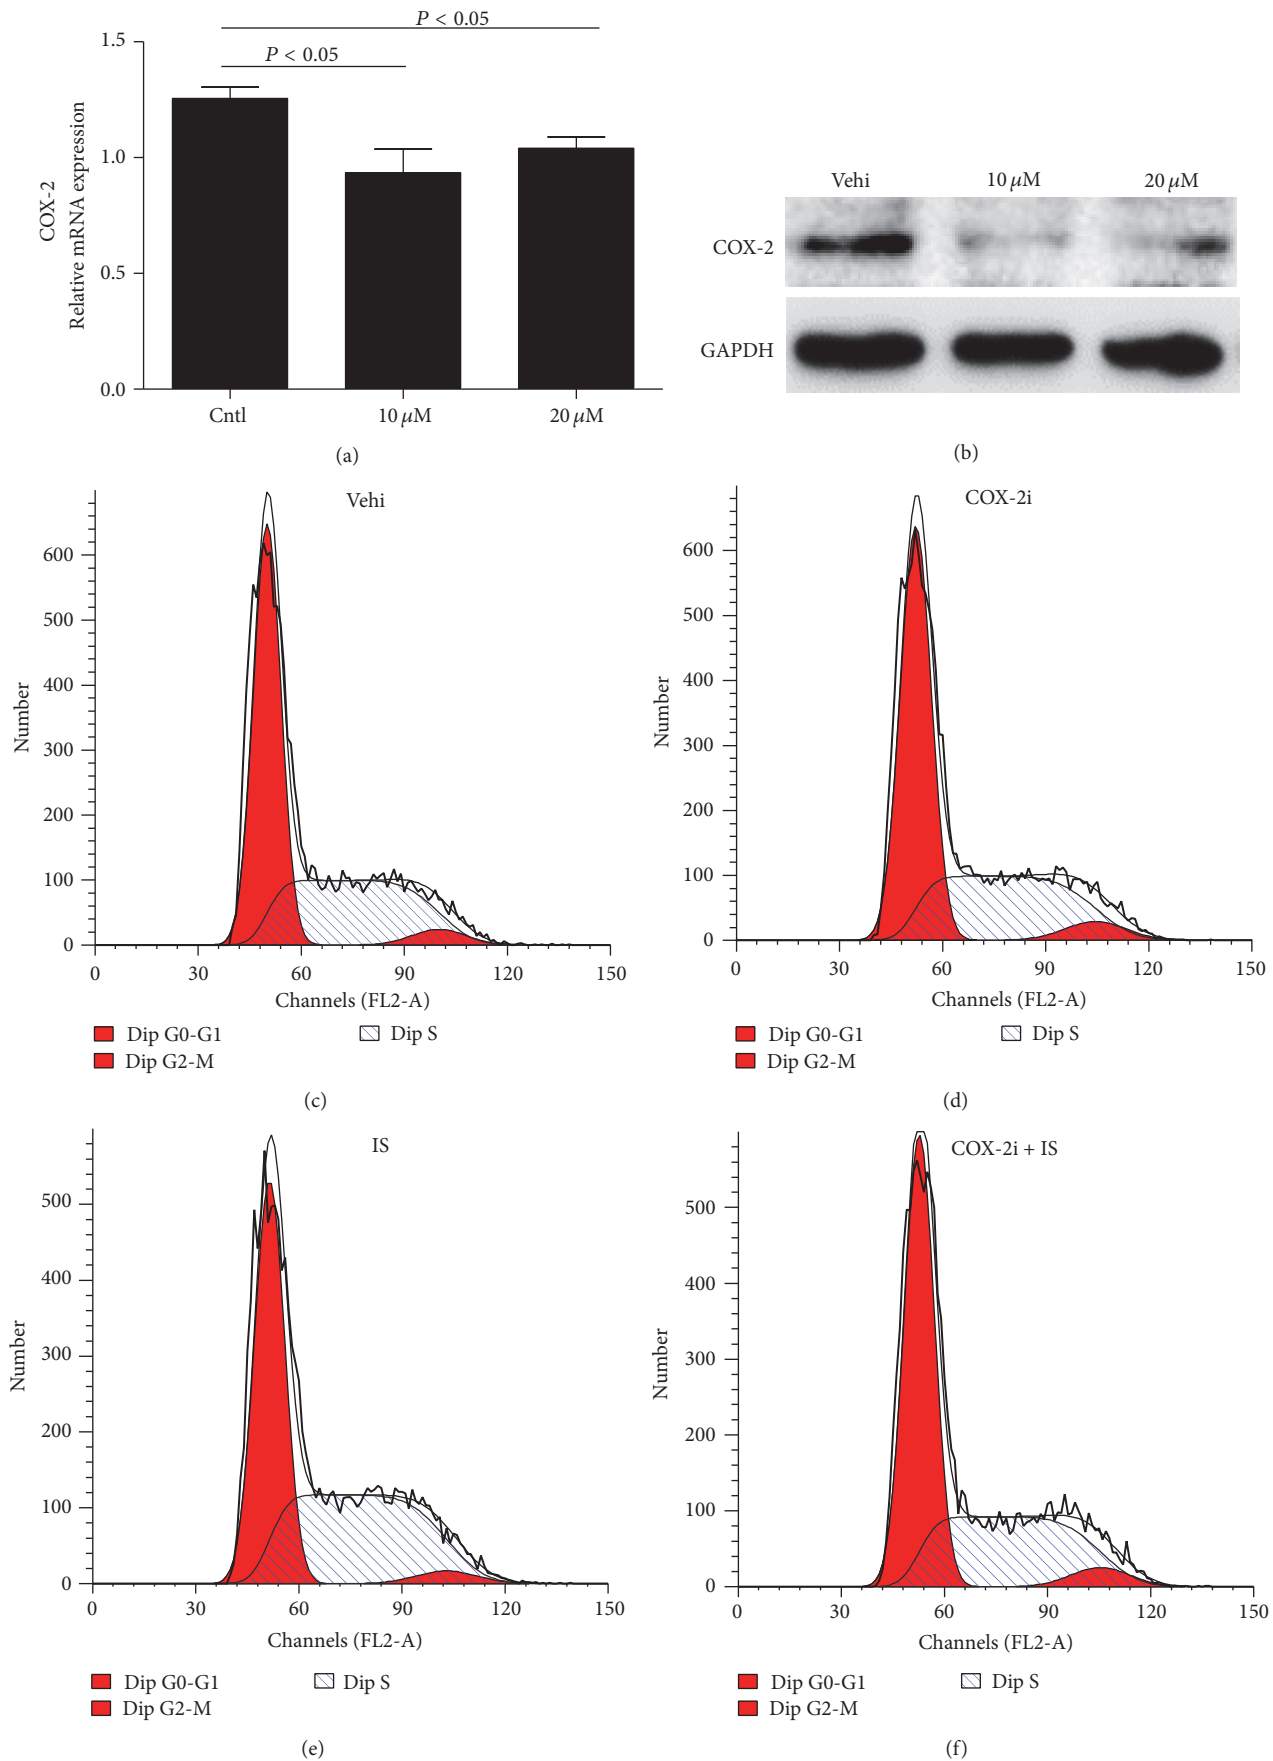 P < 0.05
P < 0.05
1.5
1.0
0.5
0.0
COX-2
Relative mRNA expression
Cntl
10 μM
20 μM
(a)
Vehi
10 μM
20 μM
COX-2
GAPDH
(b)
Vehi
600
500
400
300
200
100
0
Number
0
30
60
90
120
150
Channels (FL2-A)
Dip G0-G1
Dip S
Dip G2-M
(c)
COX-2i
600
500
400
300
200
100
0
Number
0
30
60
90
120
150
Channels (FL2-A)
Dip G0-G1
Dip S
Dip G2-M
(d)
IS
500
400
300
200
100
0
Number
0
30
60
90
120
150
Channels (FL2-A)
Dip G0-G1
Dip S
Dip G2-M
(e)
COX-2i + IS
500
400
300
200
100
0
Number
0
30
60
90
120
150
Channels (FL2-A)
Dip G0-G1
Dip S
Dip G2-M
(f)